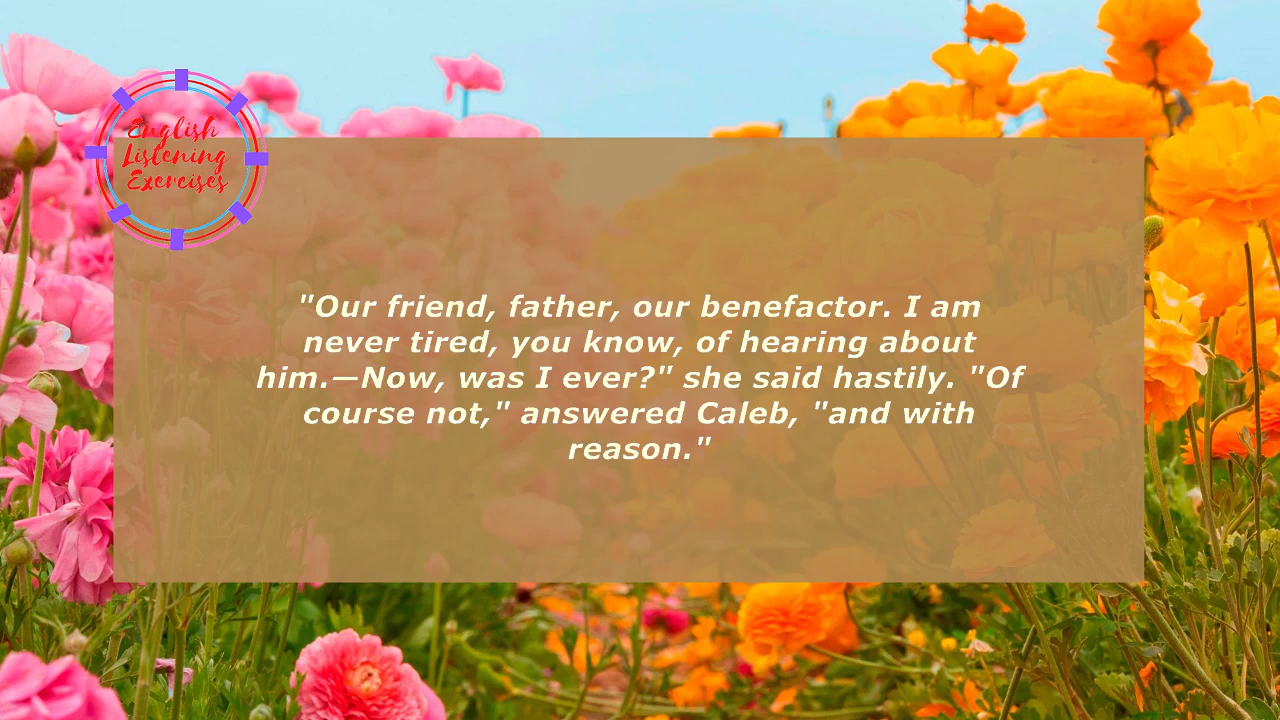 English
Listening
Exercises
"Our friend, father, our benefactor. I am
never tired, you know, of hearing about
him.—Now, was I ever?" she said hastily. "Of
course not," answered Caleb, "and with
reason."